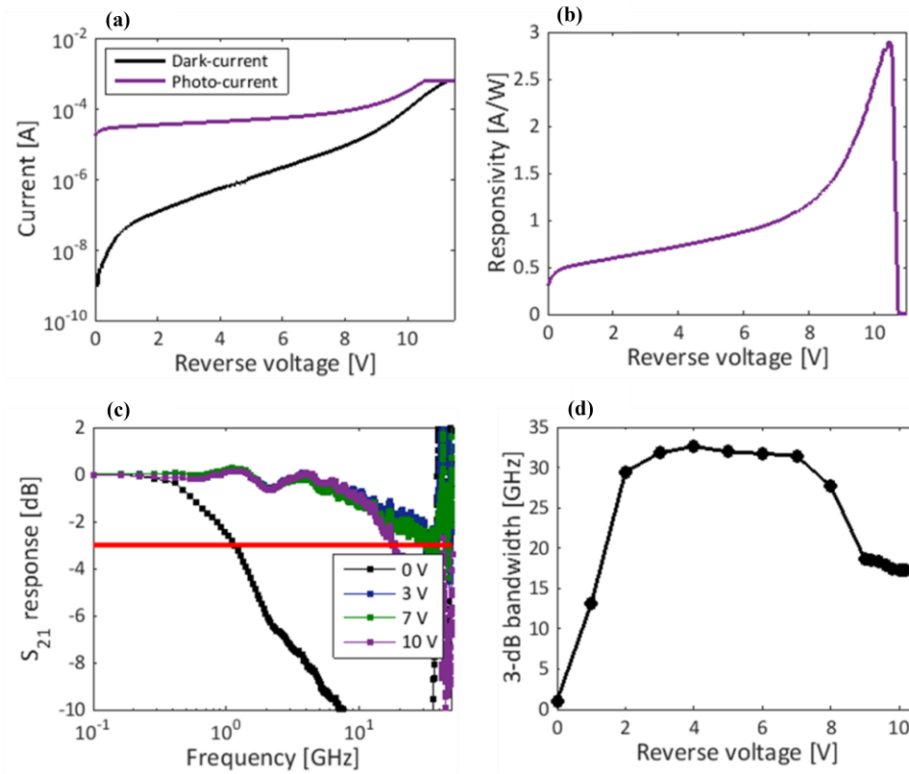 (a)
10^-2
10^-4
10^-6
10^-8
10^-10
Current [A]
Dark-current
Photo-current
0 2 4 6 8 10
Reverse voltage [V]
(b)
3
2.5
2
1.5
1
0.5
0
Responsivity [A/W]
0 2 4 6 8 10
Reverse voltage [V]
(c)
2
0
-2
-4
-6
-8
-10
S_21 response [dB]
0 V
3 V
7 V
10 V
10^-1 10^0 10^1
Frequency [GHz]
(d)
35
30
25
20
15
10
5
0
3-dB bandwidth [GHz]
0 2 4 6 8 10
Reverse voltage [V]